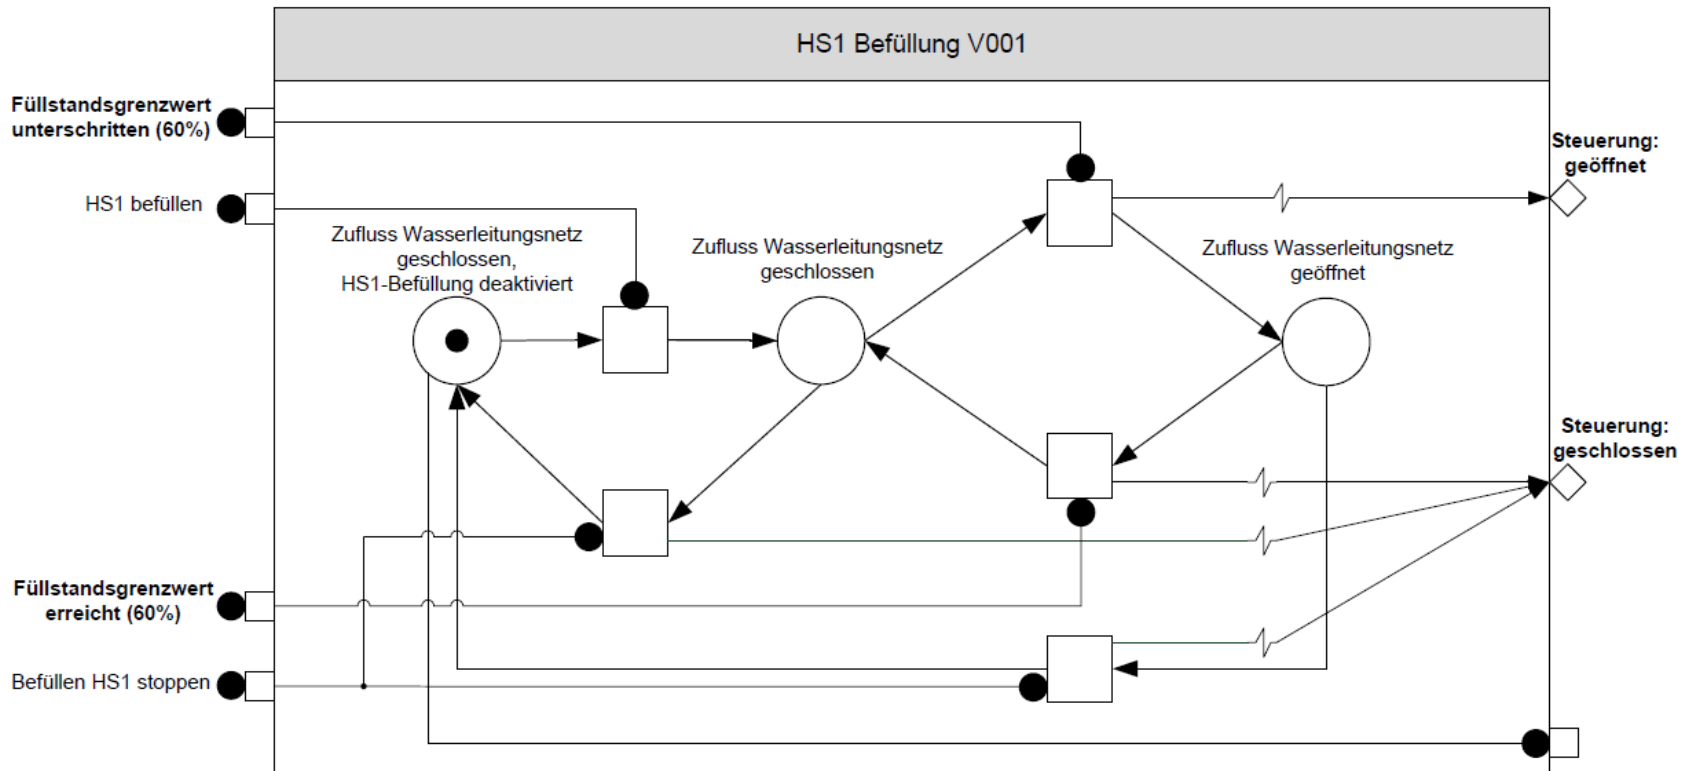 HS1 Befüllung V001
Füllstandsgrenzwert
unterschritten (60%)
Steuerung:
geöffnet
HS1 befüllen
Zufluss Wasserleitungsnetz
geschlossen,
HS1-Befüllung deaktiviert
Zufluss Wasserleitungsnetz
geschlossen
Zufluss Wasserleitungsnetz
geöffnet
Steuerung:
geschlossen
Füllstandsgrenzwert
erreicht (60%)
Befüllen HS1 stoppen